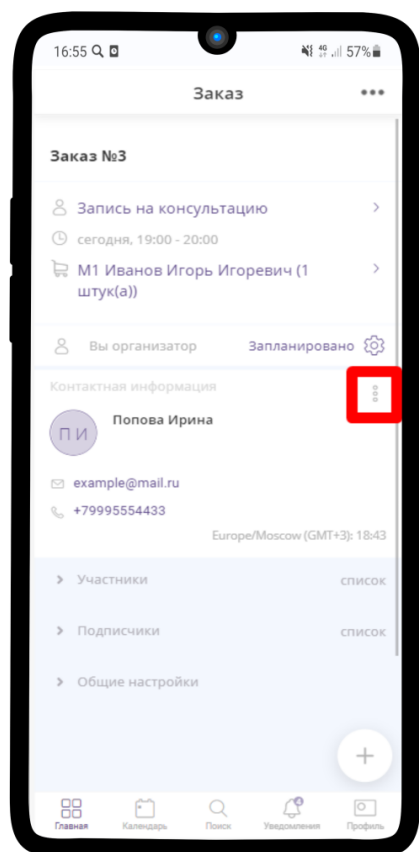 16:55 4G 57%
Заказ
Заказ №3
Запись на консультацию
сегодня, 19:00 - 20:00
М1 Иванов Игорь Игоревич (1
штук(а))
Вы организатор Запланировано
Контактная информация
П И
Попова Ирина
example@mail.ru
+79995554433
Europe/Moscow (GMT+3): 18:43
Участники список
Подписчики список
Общие настройки
+
Главная Календарь Поиск Уведомления Профиль